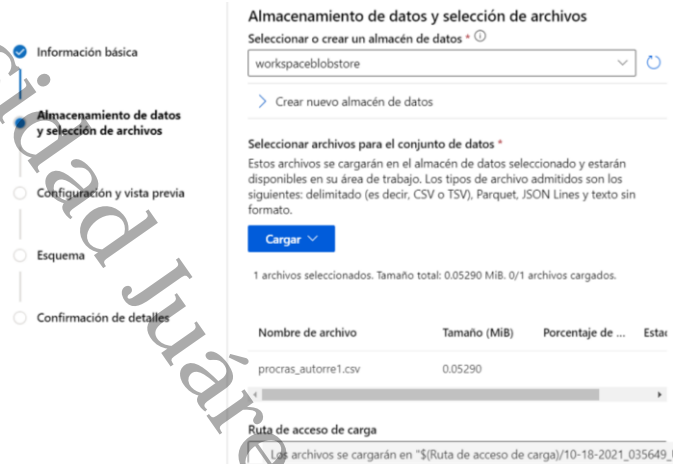 Almacenamiento de datos y selección de archivos
Seleccionar o crear un almacén de datos *
workspaceblobstore
Crear nuevo almacén de datos
Información básica
Almacenamiento de datos
y selección de archivos
Configuración y vista previa
Esquema
Confirmación de detalles
Seleccionar archivos para el conjunto de datos *
Estos archivos se cargarán en el almacén de datos seleccionado y estarán
disponibles en su área de trabajo. Los tipos de archivo admitidos son los
siguientes: delimitado (es decir, CSV o TSV), Parquet, JSON Lines y texto sin
formato.
Cargar
1 archivos seleccionados. Tamaño total: 0.05290 MiB. 0/1 archivos cargados.
Nombre de archivo Tamaño (MiB) Porcentaje de ... Estac
procras_autorre1.csv 0.05290
Ruta de acceso de carga
Los archivos se cargarán en "$(Ruta de acceso de carga)/10-18-2021_035649_
cidad Juáre